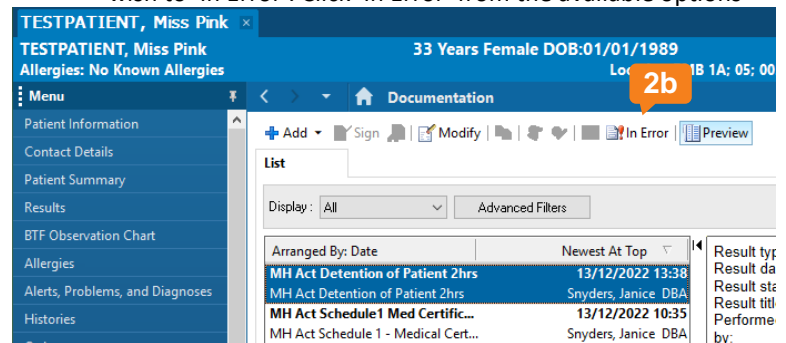 TESTPATIENT, Miss Pink ×
TESTPATIENT, Miss Pink 33 Years Female DOB:01/01/1989
Allergies: No Known Allergies 1A; 05; 00
2b
Menu
Documentation
Patient Information
Contact Details
Patient Summary
Results
BTF Observation Chart
Allergies
Alerts, Problems, and Diagnoses
Histories
Add Sign Modify In Error Preview
List
Display: All Advanced Filters
Arranged By: Date Newest At Top
MH Act Detention of Patient 2hrs 13/12/2022 13:38
MH Act Detention of Patient 2hrs Snyders, Janice DBA
MH Act Schedule1 Med Certific... 13/12/2022 10:35
MH Act Schedule 1 - Medical Cert... Snyders, Janice DBA
Result typ
Result da
Result sta
Result titl
Performe
by: